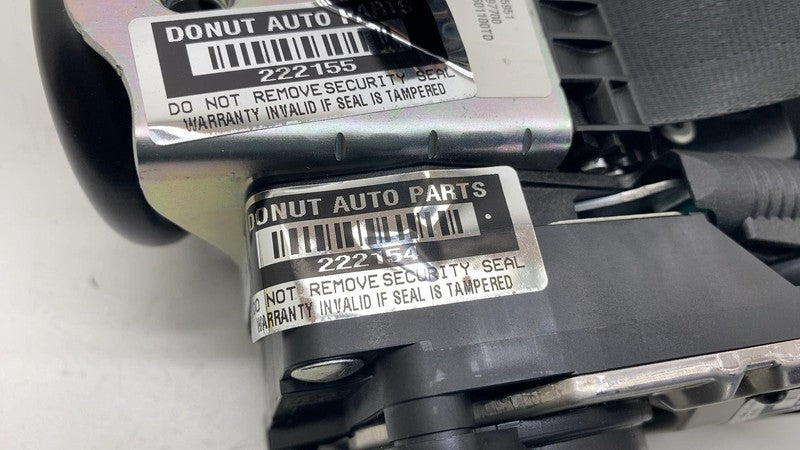 DONUT AUTO PARTS
222155
DO NOT REMOVE SECURITY SEAL
WARRANTY INVALID IF SEAL IS TAMPERED
DONUT AUTO PARTS
222154
DO NOT REMOVE SECURITY SEAL
WARRANTY INVALID IF SEAL IS TAMPERED